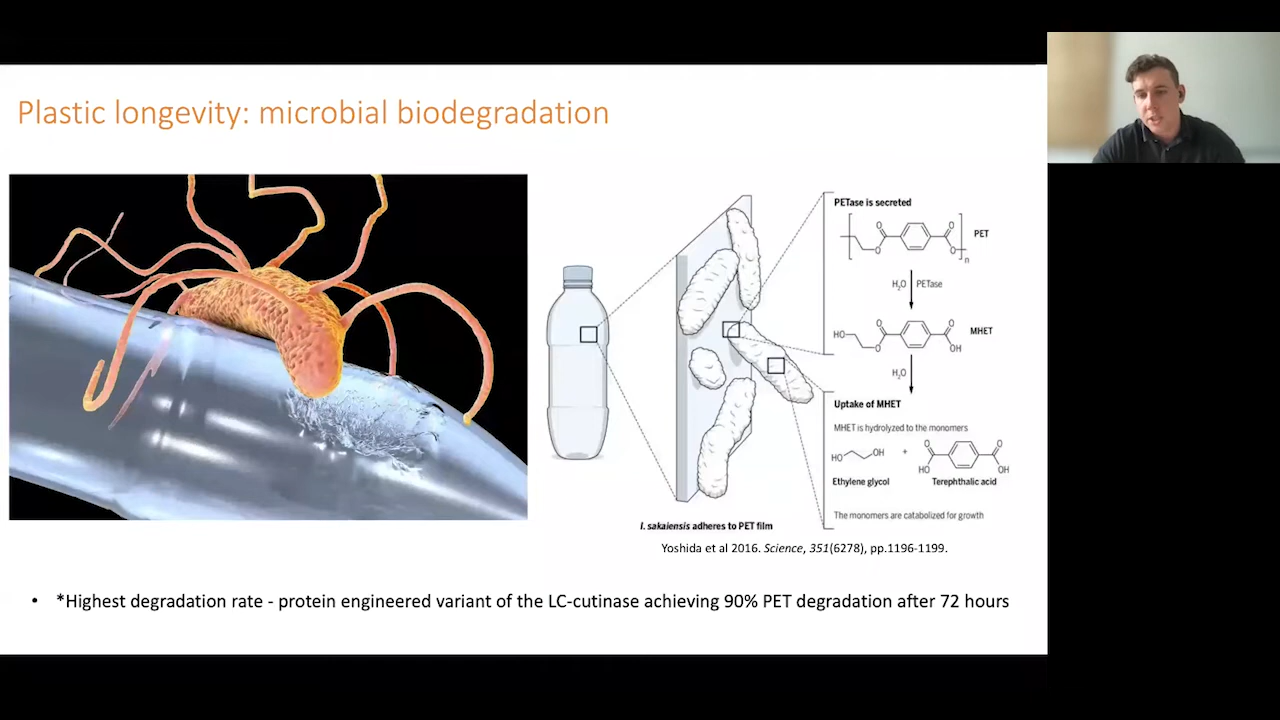 Plastic longevity: microbial biodegradation
PETase is secreted
O
O
O
O
n
PET
H₂O
PETase
HO
O
O
O
OH
MHET
H₂O
Uptake of MHET
MHET is hydrolyzed to the monomers
HO
OH
+
O
HO
O
OH
Ethylene glycol
Terephthalic acid
The monomers are catabolized for growth
I. sakaiensis adheres to PET film
Yoshida et al 2016. Science, 351(6278), pp.1196-1199.
• *Highest degradation rate - protein engineered variant of the LC-cutinase achieving 90% PET degradation after 72 hours